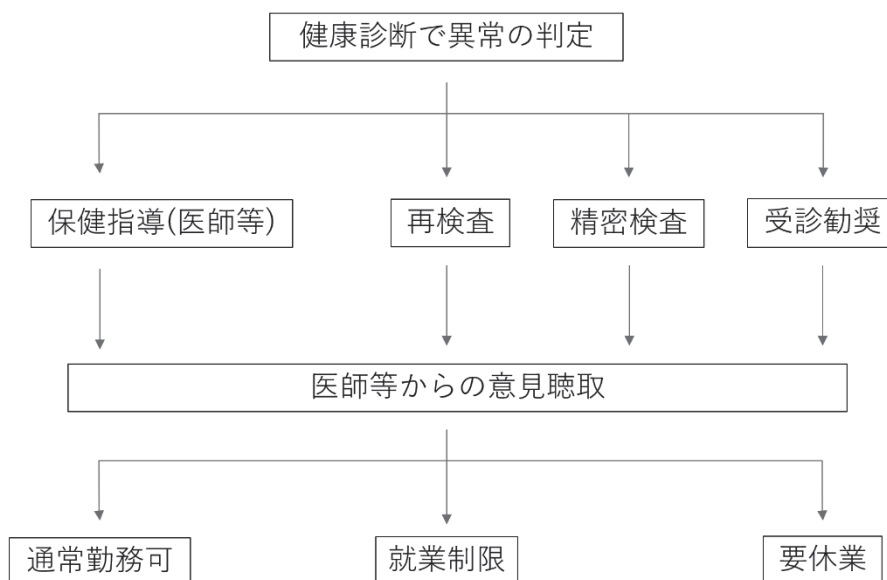 健康診断で異常の判定
保健指導(医師等)
再検査
精密検査
受診勧奨
医師等からの意見聴取
通常勤務可
就業制限
要休業